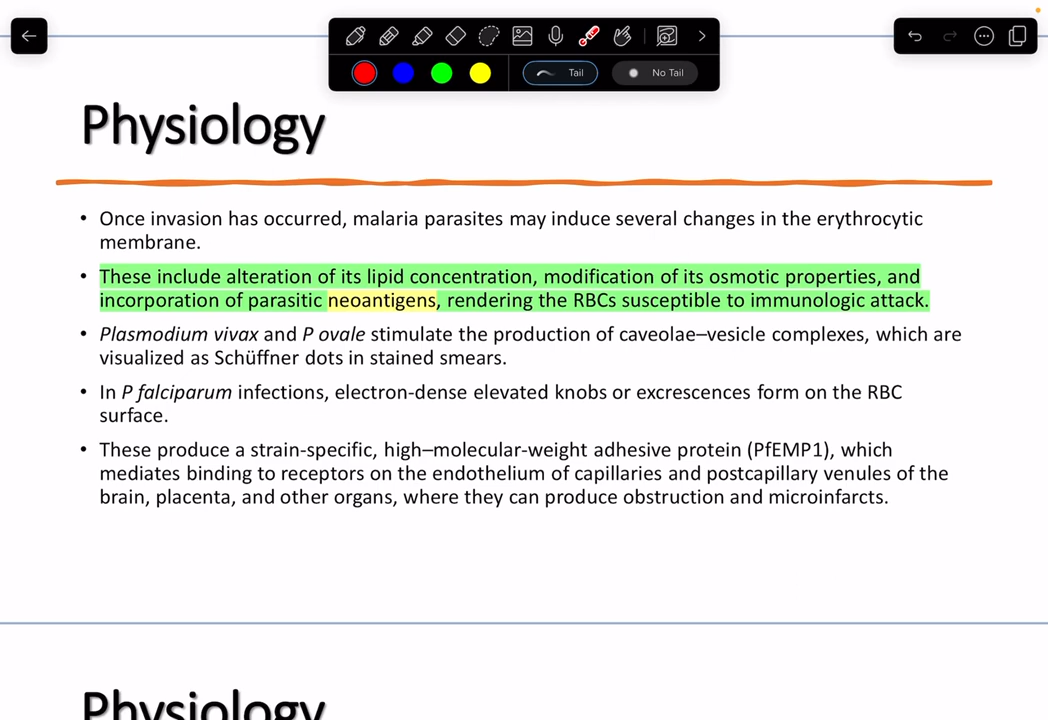 Tail
No Tail
Physiology
• Once invasion has occurred, malaria parasites may induce several changes in the erythrocytic
membrane.
• These include alteration of its lipid concentration, modification of its osmotic properties, and
incorporation of parasitic neoantigens, rendering the RBCs susceptible to immunologic attack.
• Plasmodium vivax and P ovale stimulate the production of caveolae–vesicle complexes, which are
visualized as Schüffner dots in stained smears.
• In P falciparum infections, electron-dense elevated knobs or excrescences form on the RBC
surface.
• These produce a strain-specific, high–molecular-weight adhesive protein (PfEMP1), which
mediates binding to receptors on the endothelium of capillaries and postcapillary venules of the
brain, placenta, and other organs, where they can produce obstruction and microinfarcts.
Physiology